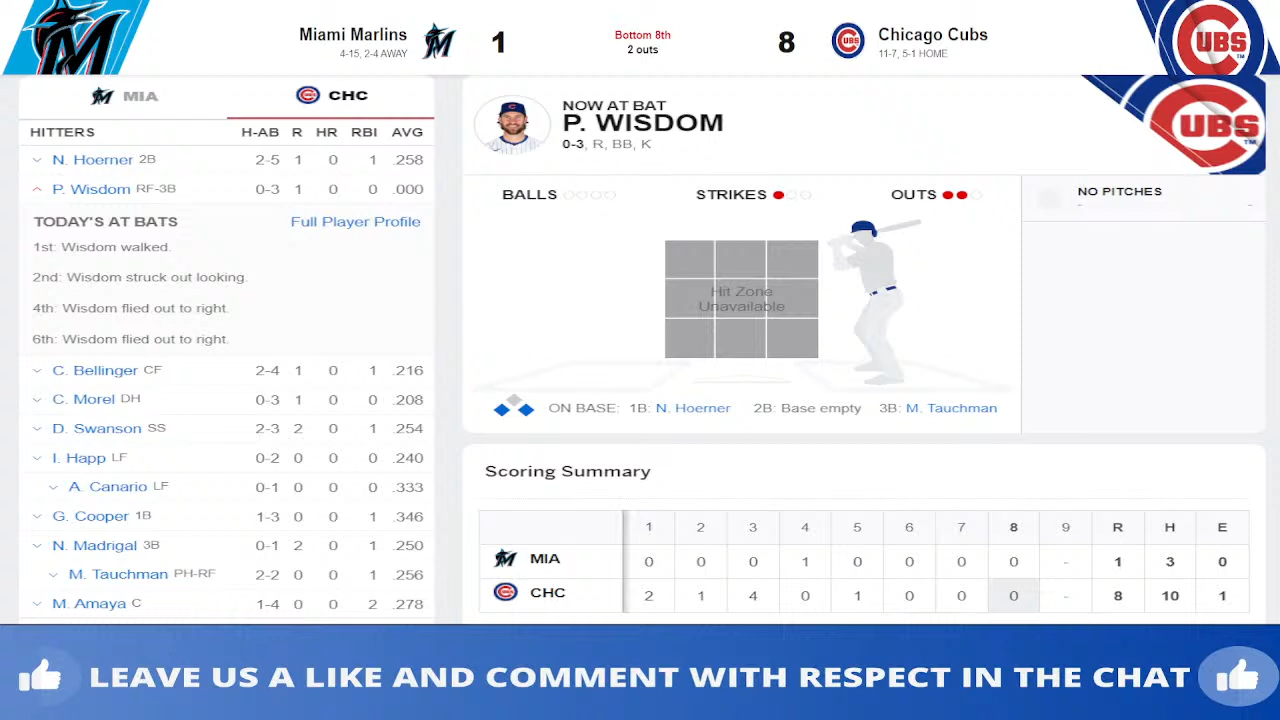 Miami Marlins
4-15, 2-4 AWAY
1
Bottom 8th
2 outs
8
Chicago Cubs
11-7, 5-1 HOME
CUBS
TM
MIA
CHC
HITTERS H-AB R HR RBI AVG
N. Hoerner 2B 2-5 1 0 1 .258
P. Wisdom RF-3B 0-3 1 0 0 .000
TODAY'S AT BATS Full Player Profile
1st: Wisdom walked.
2nd: Wisdom struck out looking.
4th: Wisdom flied out to right.
6th: Wisdom flied out to right.
C. Bellinger CF 2-4 1 0 1 .216
C. Morel DH 0-3 1 0 0 .208
D. Swanson SS 2-3 2 0 1 .254
I. Happ LF 0-2 0 0 0 .240
A. Canario LF 0-1 0 0 0 .333
G. Cooper 1B 1-3 0 0 1 .346
N. Madrigal 3B 0-1 2 0 1 .250
M. Tauchman PH-RF 2-2 0 0 1 .256
M. Amaya C 1-4 0 0 2 .278
NOW AT BAT
P. WISDOM
0-3, R, BB, K
CUBS
TM
BALLS STRIKES OUTS
NO PITCHES
- -
Hit Zone
Unavailable
ON BASE: 1B: N. Hoerner 2B: Base empty 3B: M. Tauchman
Scoring Summary
1 2 3 4 5 6 7 8 9 R H E
MIA 0 0 0 1 0 0 0 0 - 1 3 0
CHC 2 1 4 0 1 0 0 0 - 8 10 1
LEAVE US A LIKE AND COMMENT WITH RESPECT IN THE CHAT